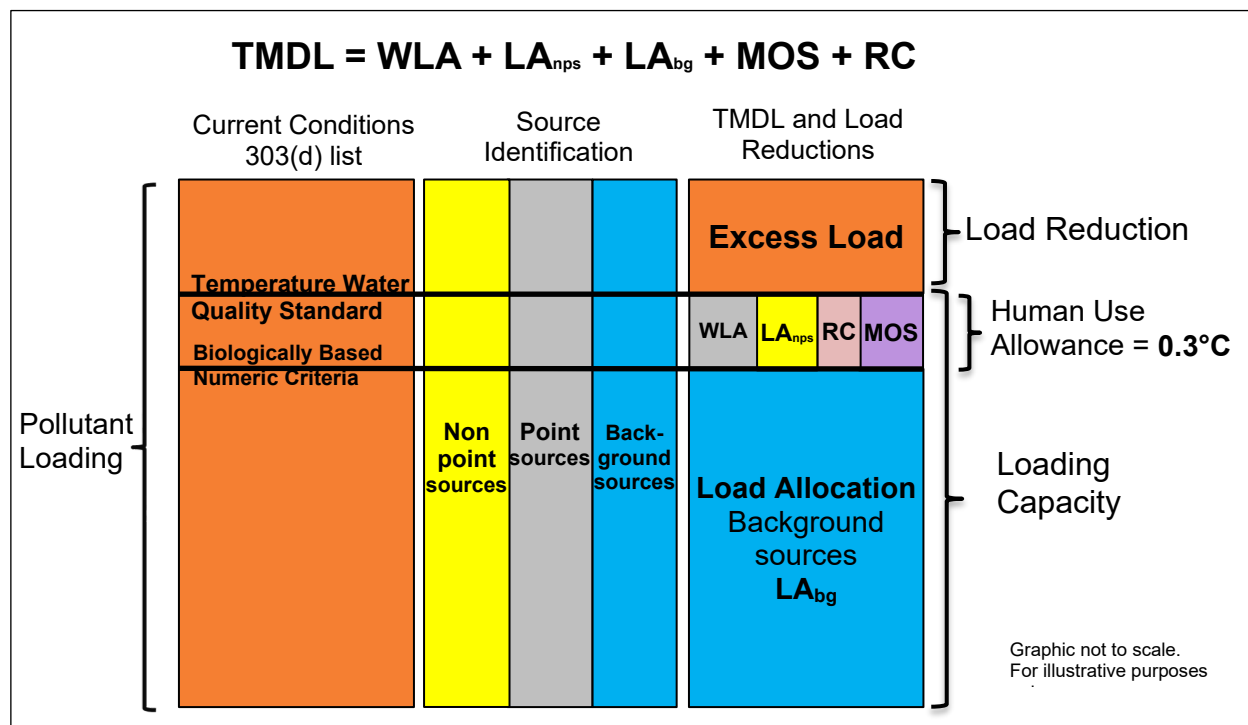 TMDL = WLA + LAnps + LAbg + MOS + RC
Current Conditions
303(d) list
Source
Identification
TMDL and Load
Reductions
Pollutant
Loading
Temperature Water
Quality Standard
Biologically Based
Numeric Criteria
Non
point
sources
Point
sources
Back-
ground
sources
Excess Load
WLA
LAnps
RC
MOS
Load Allocation
Background
sources
LAbg
Load Reduction
Human Use
Allowance = 0.3°C
Loading
Capacity
Graphic not to scale.
For illustrative purposes